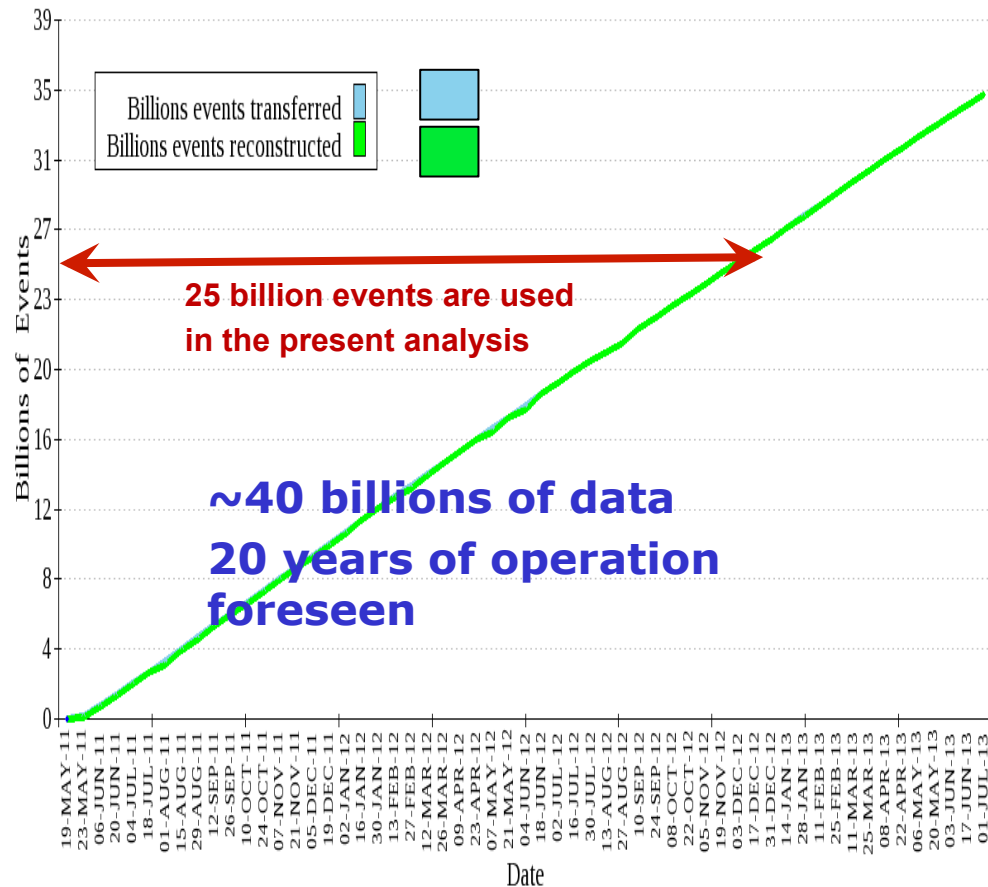 39
35
31
27
23
20
16
12
8
4
0
Billions of Events
Billions events transferred
Billions events reconstructed
25 billion events are used
in the present analysis
~40 billions of data
20 years of operation
foreseen
19-MAY-11
23-MAY-11
06-JUN-11
20-JUN-11
04-JUL-11
18-JUL-11
01-AUG-11
15-AUG-11
29-AUG-11
12-SEP-11
26-SEP-11
10-OCT-11
24-OCT-11
07-NOV-11
21-NOV-11
05-DEC-11
19-DEC-11
02-JAN-12
16-JAN-12
30-JAN-12
13-FEB-12
27-FEB-12
12-MAR-12
26-MAR-12
09-APR-12
23-APR-12
07-MAY-12
21-MAY-12
04-JUN-12
18-JUN-12
02-JUL-12
16-JUL-12
30-JUL-12
13-AUG-12
27-AUG-12
10-SEP-12
24-SEP-12
08-OCT-12
22-OCT-12
05-NOV-12
19-NOV-12
03-DEC-12
17-DEC-12
31-DEC-12
14-JAN-13
28-JAN-13
11-FEB-13
25-FEB-13
11-MAR-13
25-MAR-13
08-APR-13
22-APR-13
06-MAY-13
20-MAY-13
03-JUN-13
17-JUN-13
01-JUL-13
Date